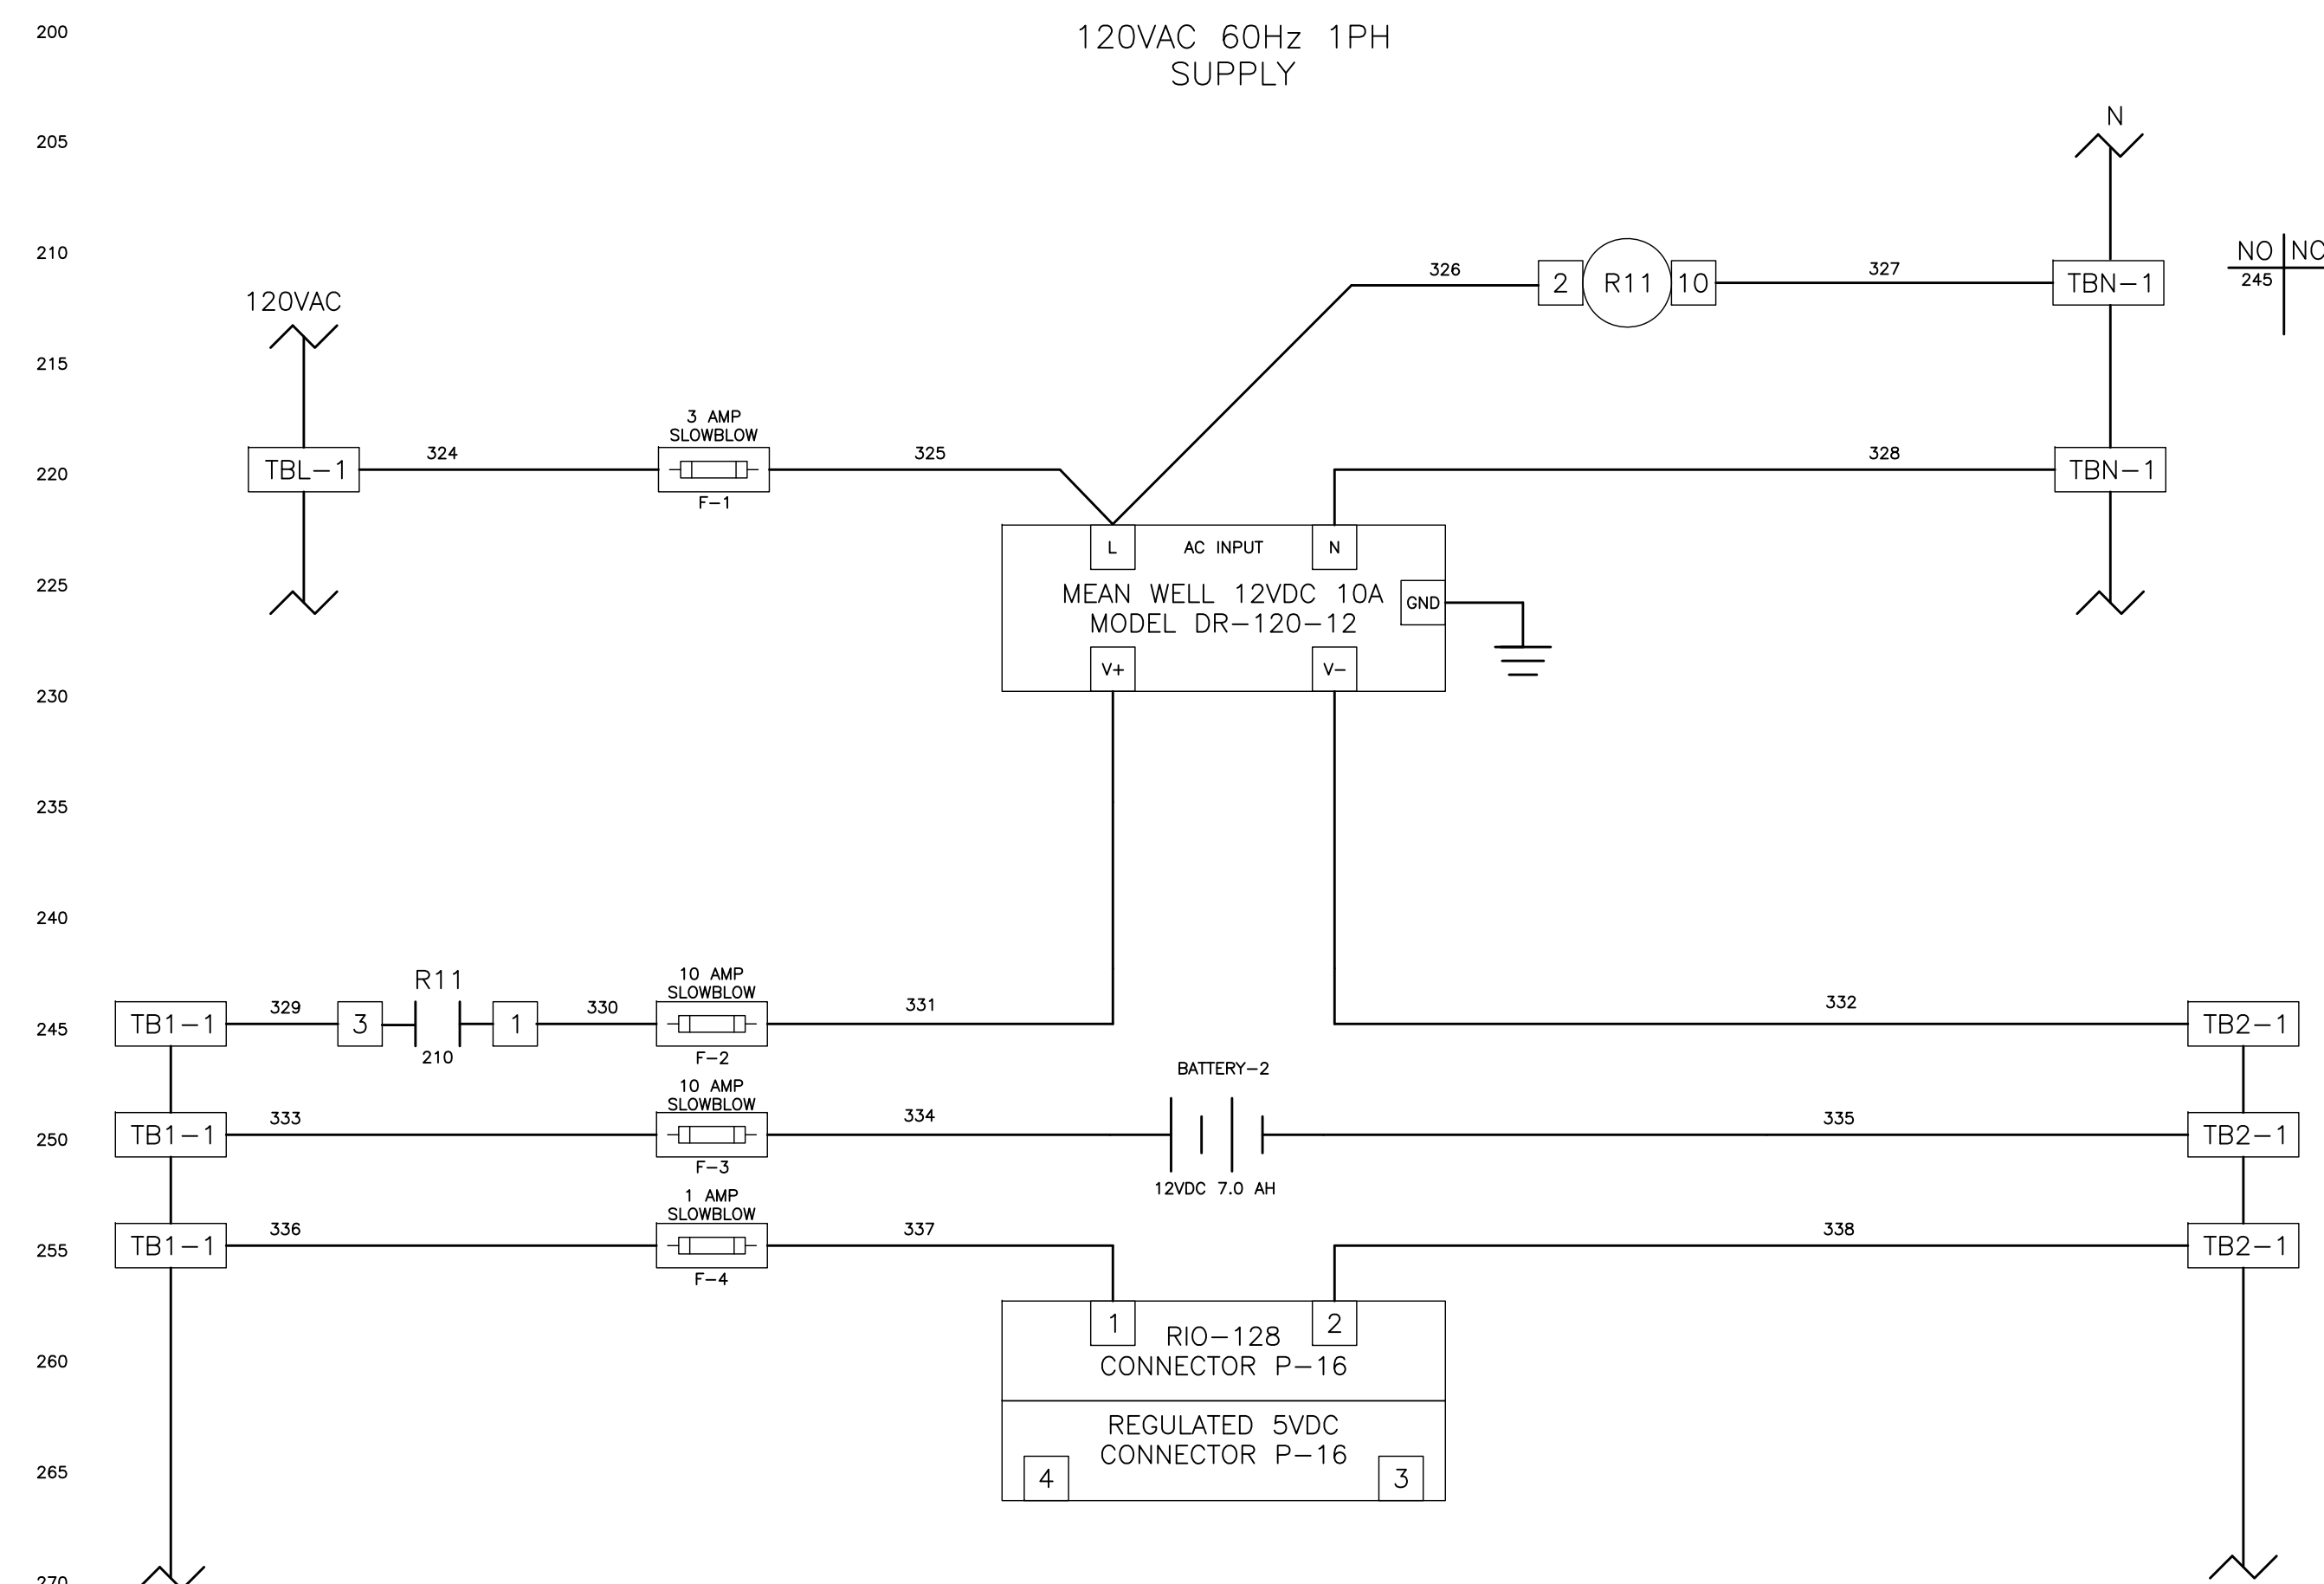 200
120VAC 60Hz 1PH
SUPPLY
205
N
210
NO NC
245
326
2
R11
10
327
TBN-1
120VAC
215
3 AMP
SLOWBLOW
220
TBL-1
324
F-1
325
328
TBN-1
L
AC INPUT
N
225
MEAN WELL 12VDC 10A
MODEL DR-120-12
GND
V+
V-
230
235
240
R11
10 AMP
SLOWBLOW
245
TB1-1
329
3
1
330
331
332
TB2-1
210
F-2
BATTERY-2
10 AMP
SLOWBLOW
250
TB1-1
333
334
335
TB2-1
F-3
12VDC 7.0 AH
1 AMP
SLOWBLOW
255
TB1-1
336
337
338
TB2-1
F-4
1
2
RIO-128
CONNECTOR P-16
260
REGULATED 5VDC
CONNECTOR P-16
265
4
3
270